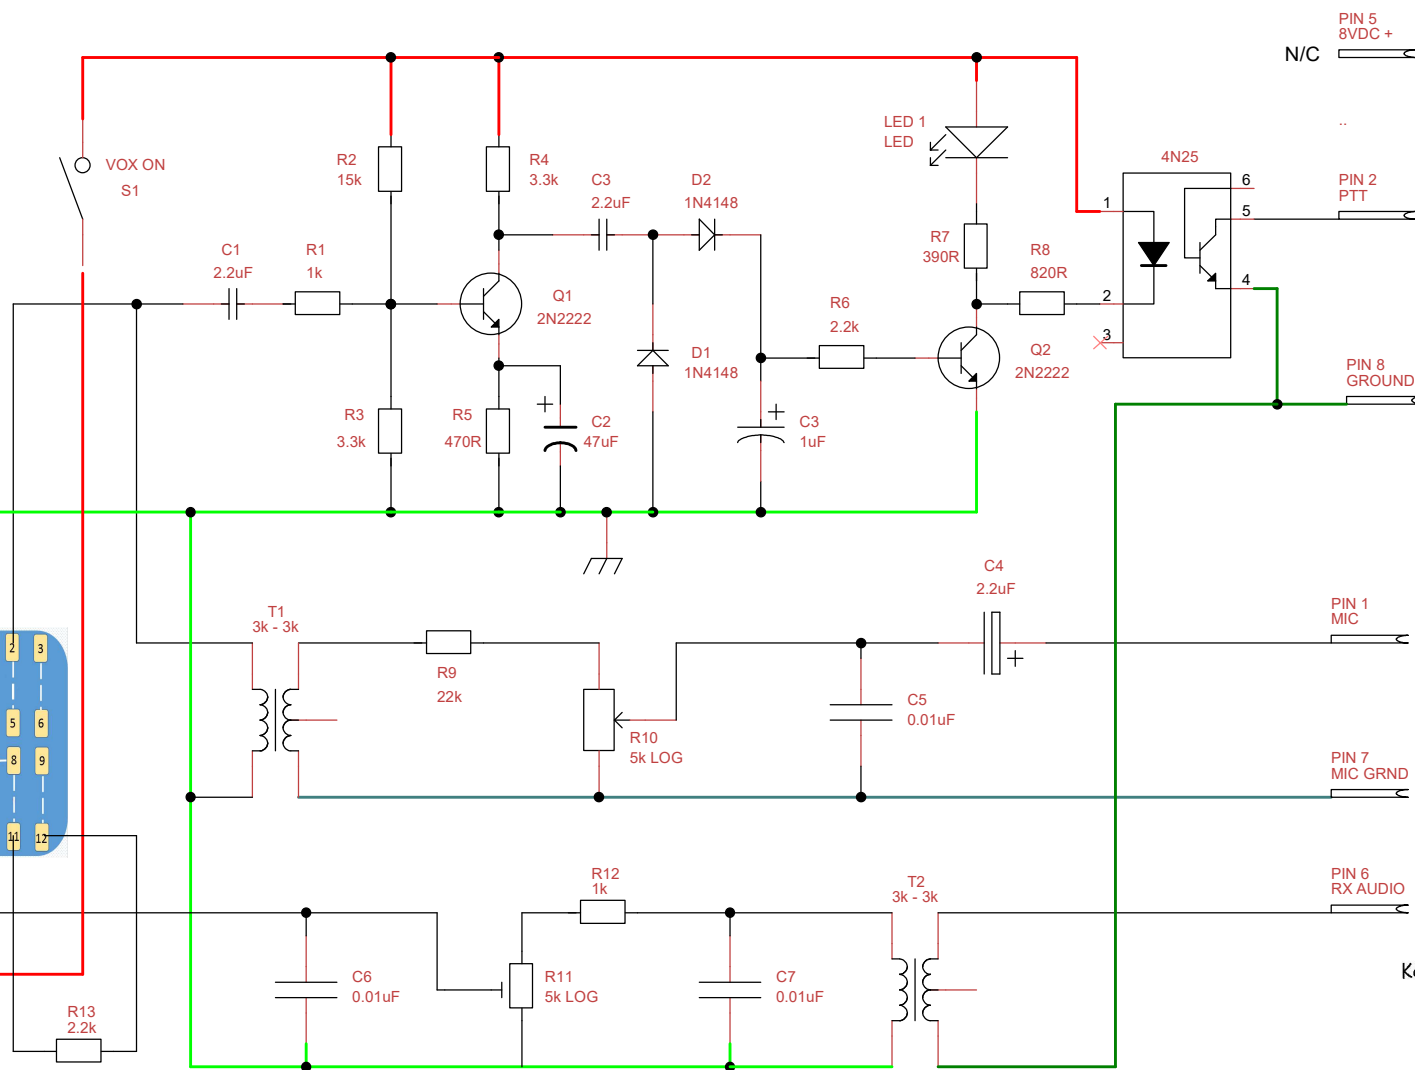 PIN 5
8VDC +
N/C
..
LED 1
LED
4N25
VOX ON
S1
R2
15k
R4
3.3k
C3
2.2uF
D2
1N4148
6
PIN 2
PTT
1
5
C1
2.2uF
R1
1k
R7
390R
R8
820R
4
Q1
2N2222
R6
2.2k
2
3
D1
1N4148
Q2
2N2222
PIN 8
GROUND
R3
3.3k
R5
470R
+
C2
47uF
+
C3
1uF
C4
2.2uF
T1
3k - 3k
PIN 1
MIC
+
2
3
R9
22k
C5
0.01uF
5
6
R10
5k LOG
8
9
PIN 7
MIC GRND
11
12
R12
1k
T2
3k - 3k
PIN 6
RX AUDIO
C6
0.01uF
R11
5k LOG
C7
0.01uF
R13
2.2k